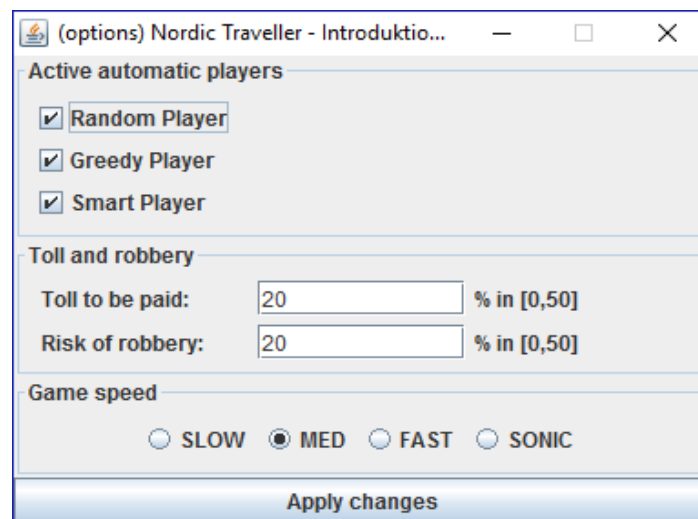 (options) Nordic Traveller - Introduktio...
Active automatic players
Random Player
Greedy Player
Smart Player
Toll and robbery
Toll to be paid: 20 % in [0,50]
Risk of robbery: 20 % in [0,50]
Game speed
SLOW MED FAST SONIC
Apply changes